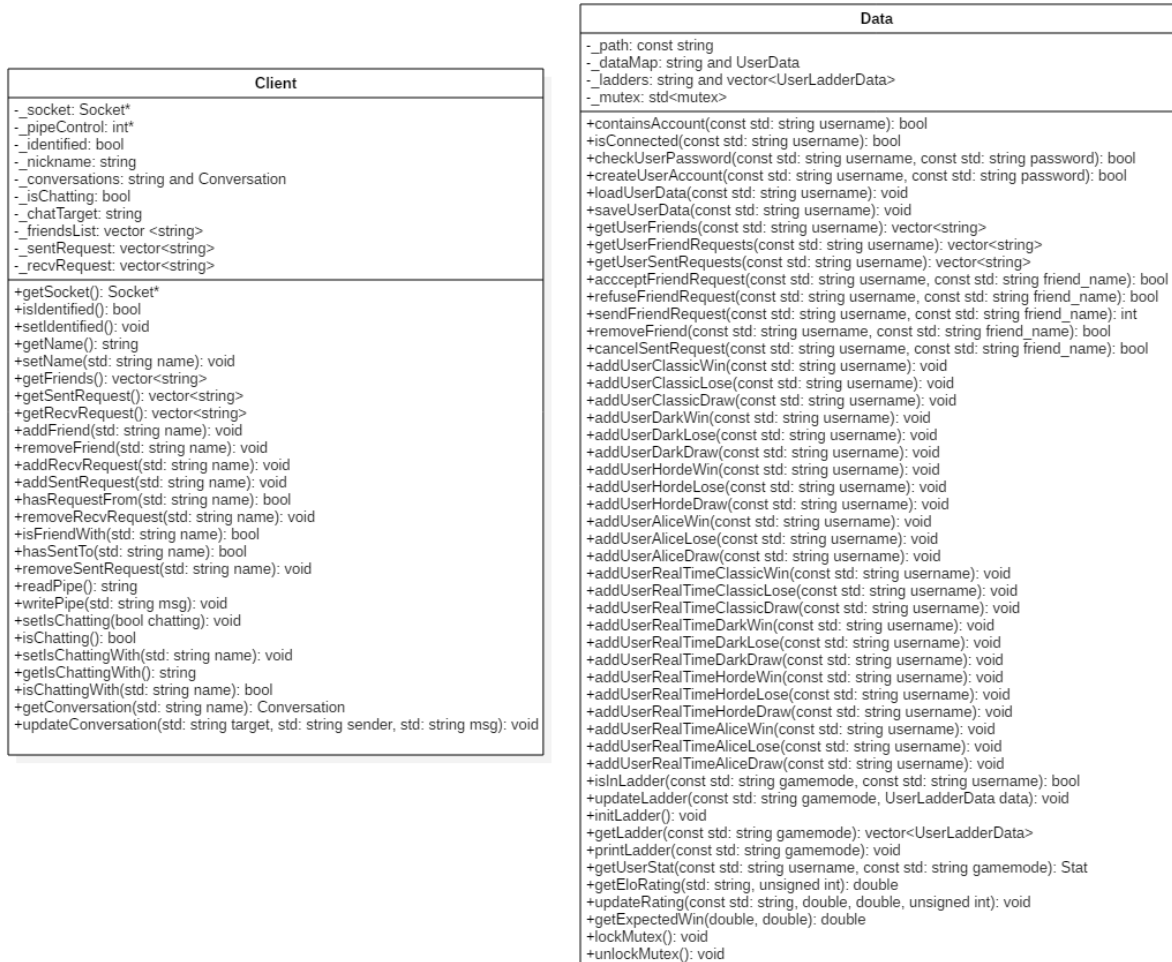 Client
-_socket: Socket*
-_pipeControl: int*
-_identified: bool
-_nickname: string
-_conversations: string and Conversation
-_isChatting: bool
-_chatTarget: string
-_friendsList: vector <string>
-_sentRequest: vector<string>
-_recvRequest: vector<string>
+getSocket(): Socket*
+isIdentified(): bool
+setIdentified(): void
+getName(): string
+setName(std: string name): void
+getFriends(): vector<string>
+getSentRequest(): vector<string>
+getRecvRequest(): vector<string>
+addFriend(std: string name): void
+removeFriend(std: string name): void
+addRecvRequest(std: string name): void
+addSentRequest(std: string name): void
+hasRequestFrom(std: string name): bool
+removeRecvRequest(std: string name): void
+isFriendWith(std: string name): bool
+hasSentTo(std: string name): bool
+removeSentRequest(std: string name): void
+readPipe(): string
+writePipe(std: string msg): void
+setIsChatting(bool chatting): void
+isChatting(): bool
+setIsChattingWith(std: string name): void
+getIsChattingWith(): string
+isChattingWith(std: string name): bool
+getConversation(std: string name): Conversation
+updateConversation(std: string target, std: string sender, std: string msg): void
Data
-_path: const string
-_dataMap: string and UserData
-_ladders: string and vector<UserLadderData>
-_mutex: std<mutex>
+containsAccount(const std: string username): bool
+isConnected(const std: string username): bool
+checkUserPassword(const std: string username, const std: string password): bool
+createUserAccount(const std: string username, const std: string password): bool
+loadUserData(const std: string username): void
+saveUserData(const std: string username): void
+getUserFriends(const std: string username): vector<string>
+getUserFriendRequests(const std: string username): vector<string>
+getUserSentRequests(const std: string username): vector<string>
+accceptFriendRequest(const std: string username, const std: string friend_name): bool
+refuseFriendRequest(const std: string username, const std: string friend_name): bool
+sendFriendRequest(const std: string username, const std: string friend_name): int
+removeFriend(const std: string username, const std: string friend_name): bool
+cancelSentRequest(const std: string username, const std: string friend_name): bool
+addUserClassicWin(const std: string username): void
+addUserClassicLose(const std: string username): void
+addUserClassicDraw(const std: string username): void
+addUserDarkWin(const std: string username): void
+addUserDarkLose(const std: string username): void
+addUserDarkDraw(const std: string username): void
+addUserHordeWin(const std: string username): void
+addUserHordeLose(const std: string username): void
+addUserHordeDraw(const std: string username): void
+addUserAliceWin(const std: string username): void
+addUserAliceLose(const std: string username): void
+addUserAliceDraw(const std: string username): void
+addUserRealTimeClassicWin(const std: string username): void
+addUserRealTimeClassicLose(const std: string username): void
+addUserRealTimeClassicDraw(const std: string username): void
+addUserRealTimeDarkWin(const std: string username): void
+addUserRealTimeDarkLose(const std: string username): void
+addUserRealTimeDarkDraw(const std: string username): void
+addUserRealTimeHordeWin(const std: string username): void
+addUserRealTimeHordeLose(const std: string username): void
+addUserRealTimeHordeDraw(const std: string username): void
+addUserRealTimeAliceWin(const std: string username): void
+addUserRealTimeAliceLose(const std: string username): void
+addUserRealTimeAliceDraw(const std: string username): void
+isInLadder(const std: string gamemode, const std: string username): bool
+updateLadder(const std: string gamemode, UserLadderData data): void
+initLadder(): void
+getLadder(const std: string gamemode): vector<UserLadderData>
+printLadder(const std: string gamemode): void
+getUserStat(const std: string username, const std: string gamemode): Stat
+getEloRating(std: string, unsigned int): double
+updateRating(const std: string, double, double, unsigned int): void
+getExpectedWin(double, double): double
+lockMutex(): void
+unlockMutex(): void